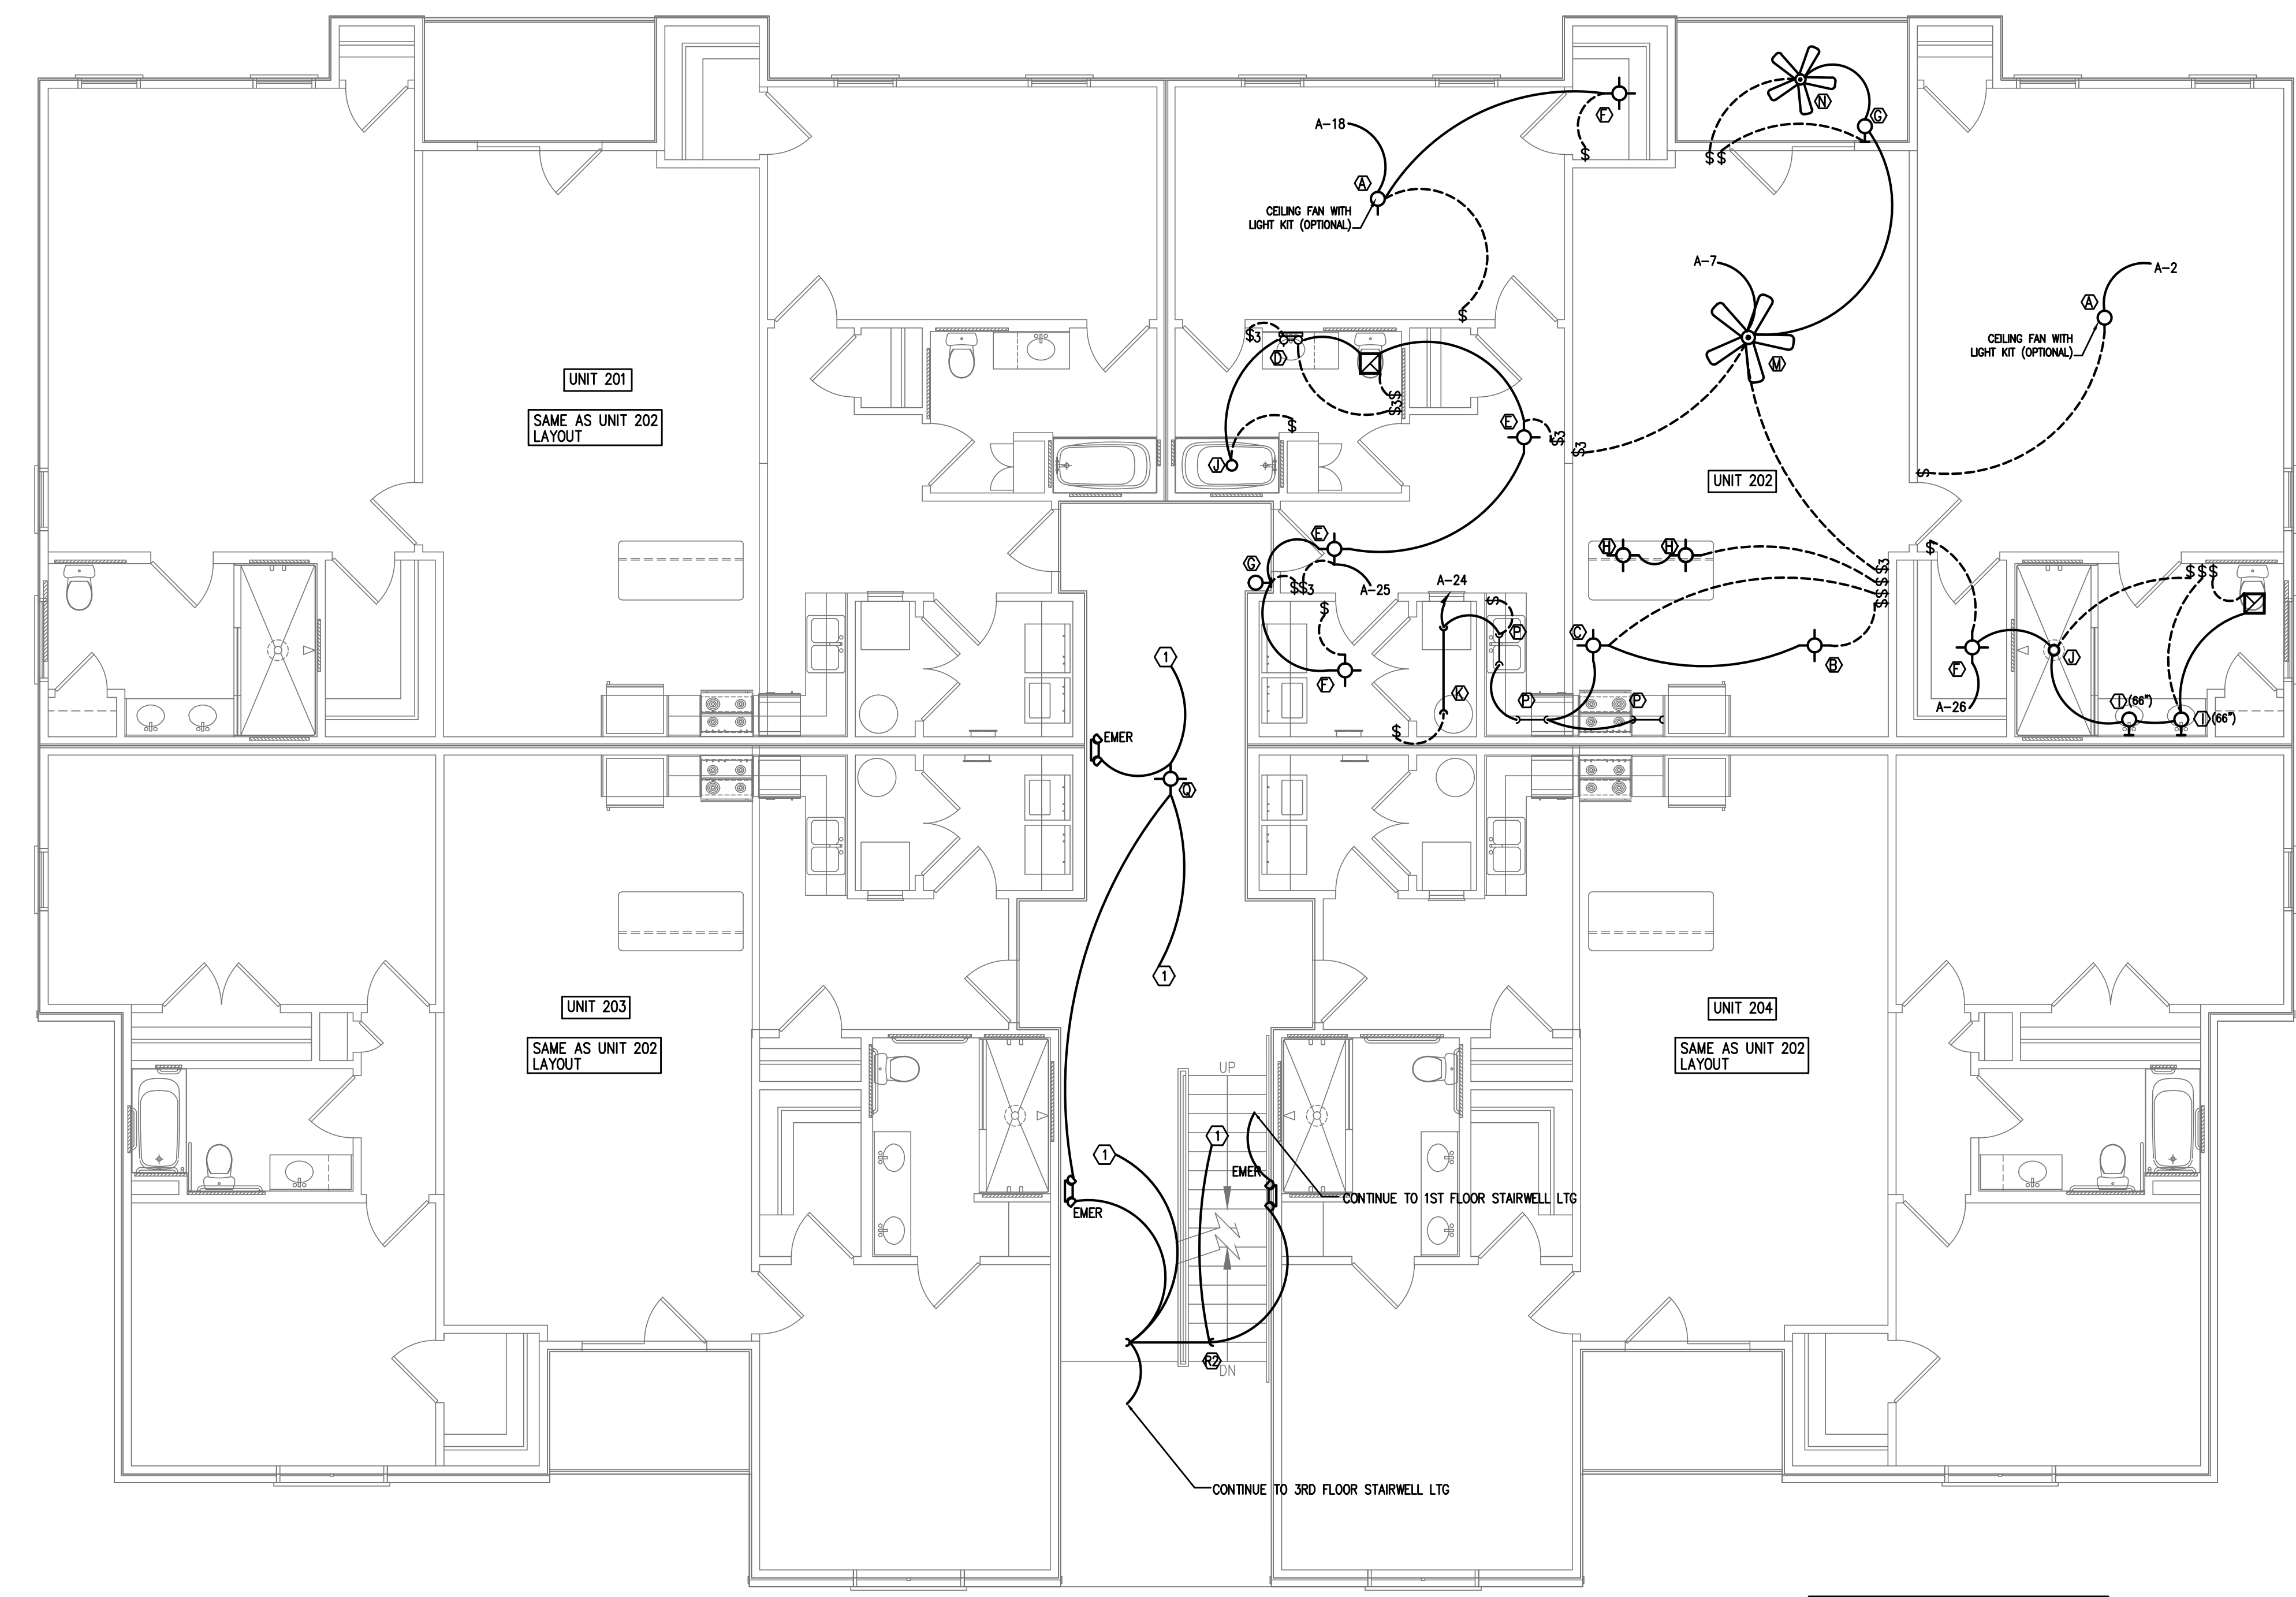 N
F
G
A-18
A
CEILING FAN WITH
LIGHT KIT (OPTIONAL)
$
$$
A-7
A-2
A
CEILING FAN WITH
LIGHT KIT (OPTIONAL)
M
$
$3
D
$
$3
UNIT 201
SAME AS UNIT 202
LAYOUT
E
$3
$3
$
J
UNIT 202
$
E
G
$$3
A-25
H
H
A-24
$3
$
$
$
$
$$$
$
$
P
C
B
F
F
J
K
P
P
A-26
I (66")
I (66")
$
1
EMER
Q
1
UNIT 203
SAME AS UNIT 202
LAYOUT
UNIT 204
SAME AS UNIT 202
LAYOUT
UP
1
1
EMER
CONTINUE TO 1ST FLOOR STAIRWELL LTG
EMER
R2
DN
CONTINUE TO 3RD FLOOR STAIRWELL LTG